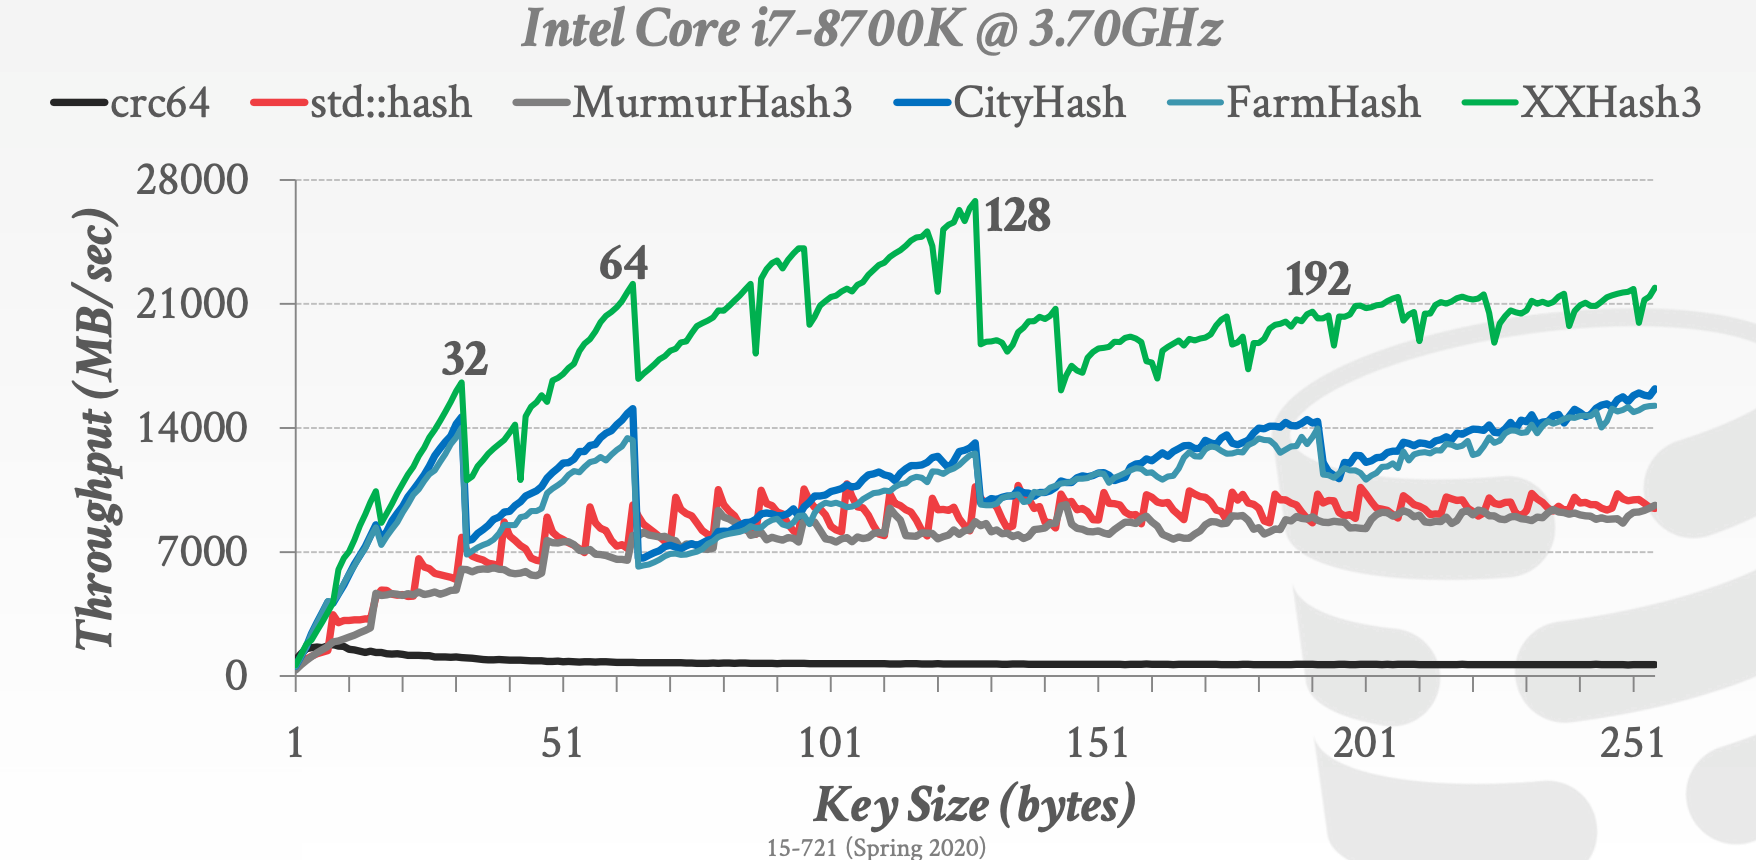 Intel Core i7-8700K @ 3.70GHz
crc64 std::hash MurmurHash3 CityHash FarmHash XXHash3
Throughput (MB/sec)
28000
21000
14000
7000
0
32
64
128
192
1 51 101 151 201 251
Key Size (bytes)
15-721 (Spring 2020)